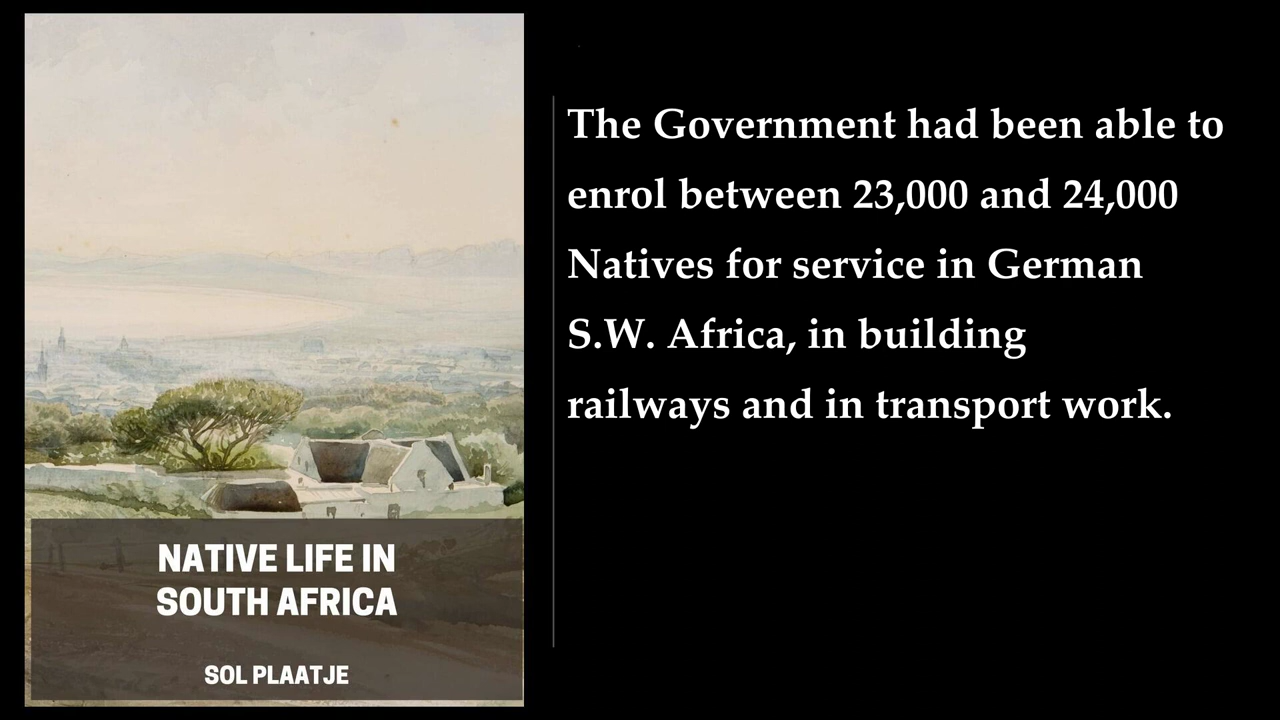 NATIVE LIFE IN
SOUTH AFRICA
SOL PLAATJE
The Government had been able to
enrol between 23,000 and 24,000
Natives for service in German
S.W. Africa, in building
railways and in transport work.